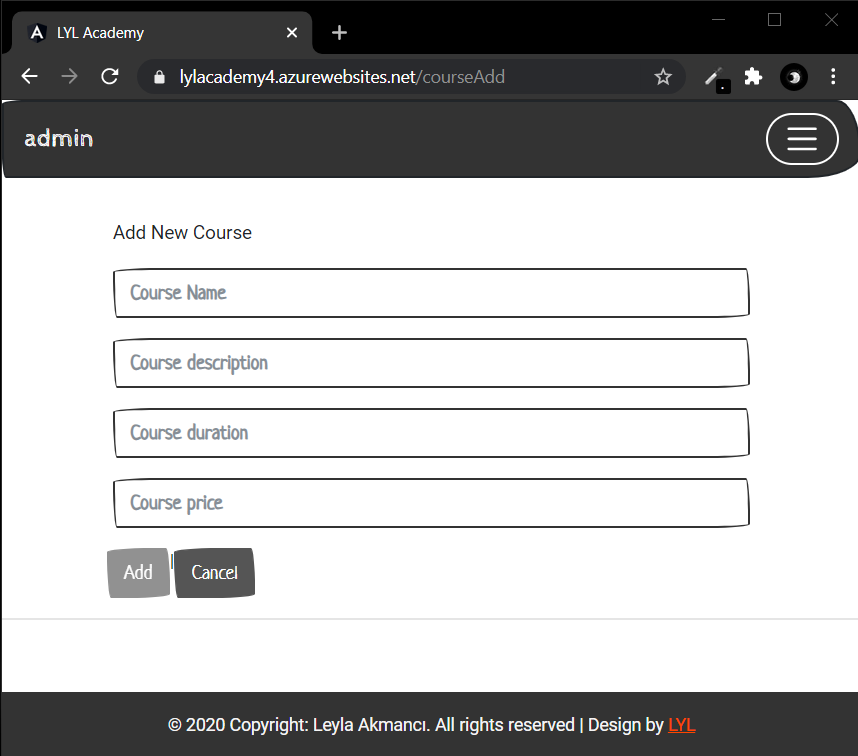 LYL Academy
lylacademy4.azurewebsites.net/courseAdd
admin
Add New Course
Course Name
Course description
Course duration
Course price
Add Cancel
© 2020 Copyright: Leyla Akmancı. All rights reserved | Design by LYL